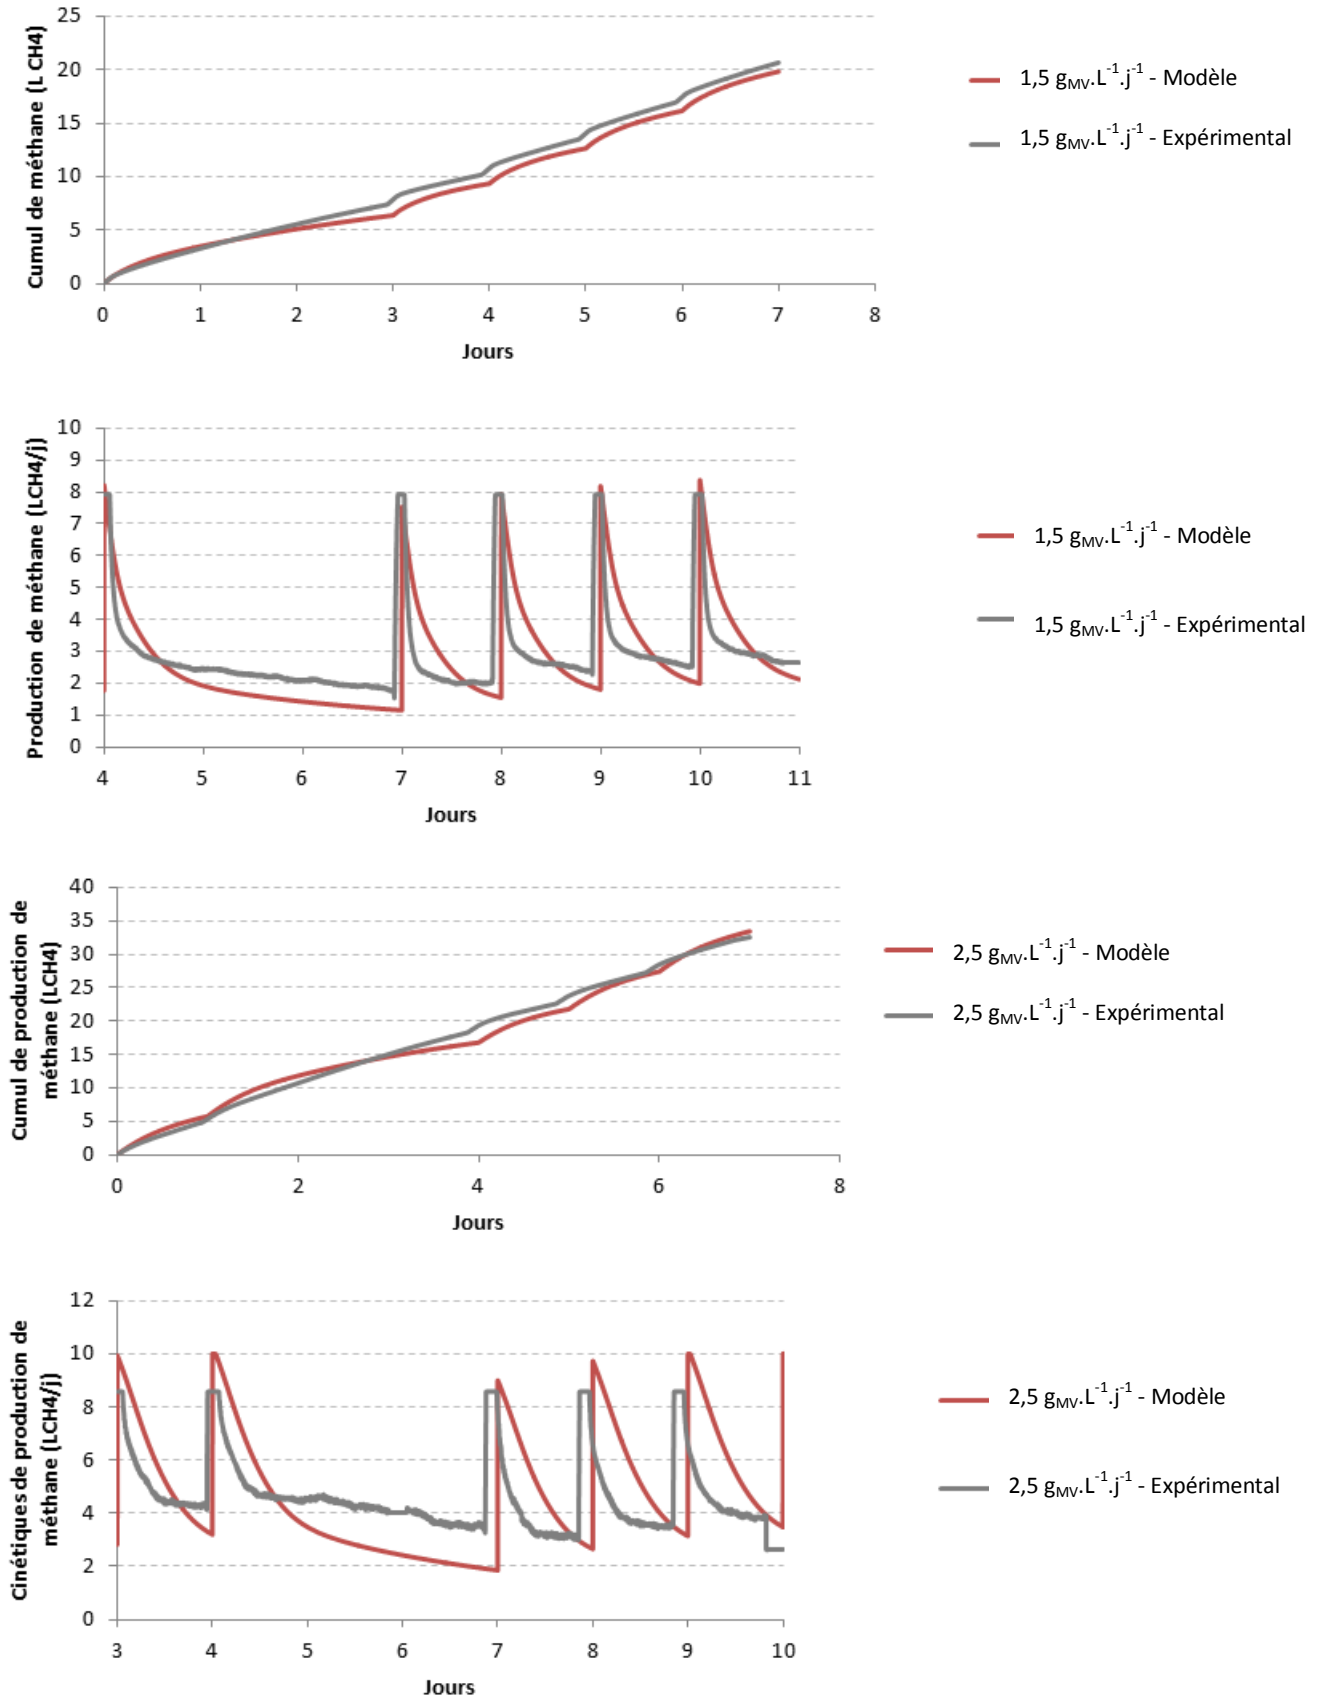 Cumul de méthane (L CH4)
25
20
15
10
5
0
0 1 2 3 4 5 6 7 8
Jours
1,5 gMV.L-1.j-1 - Modèle
1,5 gMV.L-1.j-1 - Expérimental
Production de méthane (LCH4/j)
10
9
8
7
6
5
4
3
2
1
0
4 5 6 7 8 9 10 11
Jours
1,5 gMV.L-1.j-1 - Modèle
1,5 gMV.L-1.j-1 - Expérimental
Cumul de production de
méthane (LCH4)
40
35
30
25
20
15
10
5
0
0 2 4 6 8
Jours
2,5 gMV.L-1.j-1 - Modèle
2,5 gMV.L-1.j-1 - Expérimental
Cinétiques de production de
méthane (LCH4/j)
12
10
8
6
4
2
0
3 4 5 6 7 8 9 10
Jours
2,5 gMV.L-1.j-1 - Modèle
2,5 gMV.L-1.j-1 - Expérimental